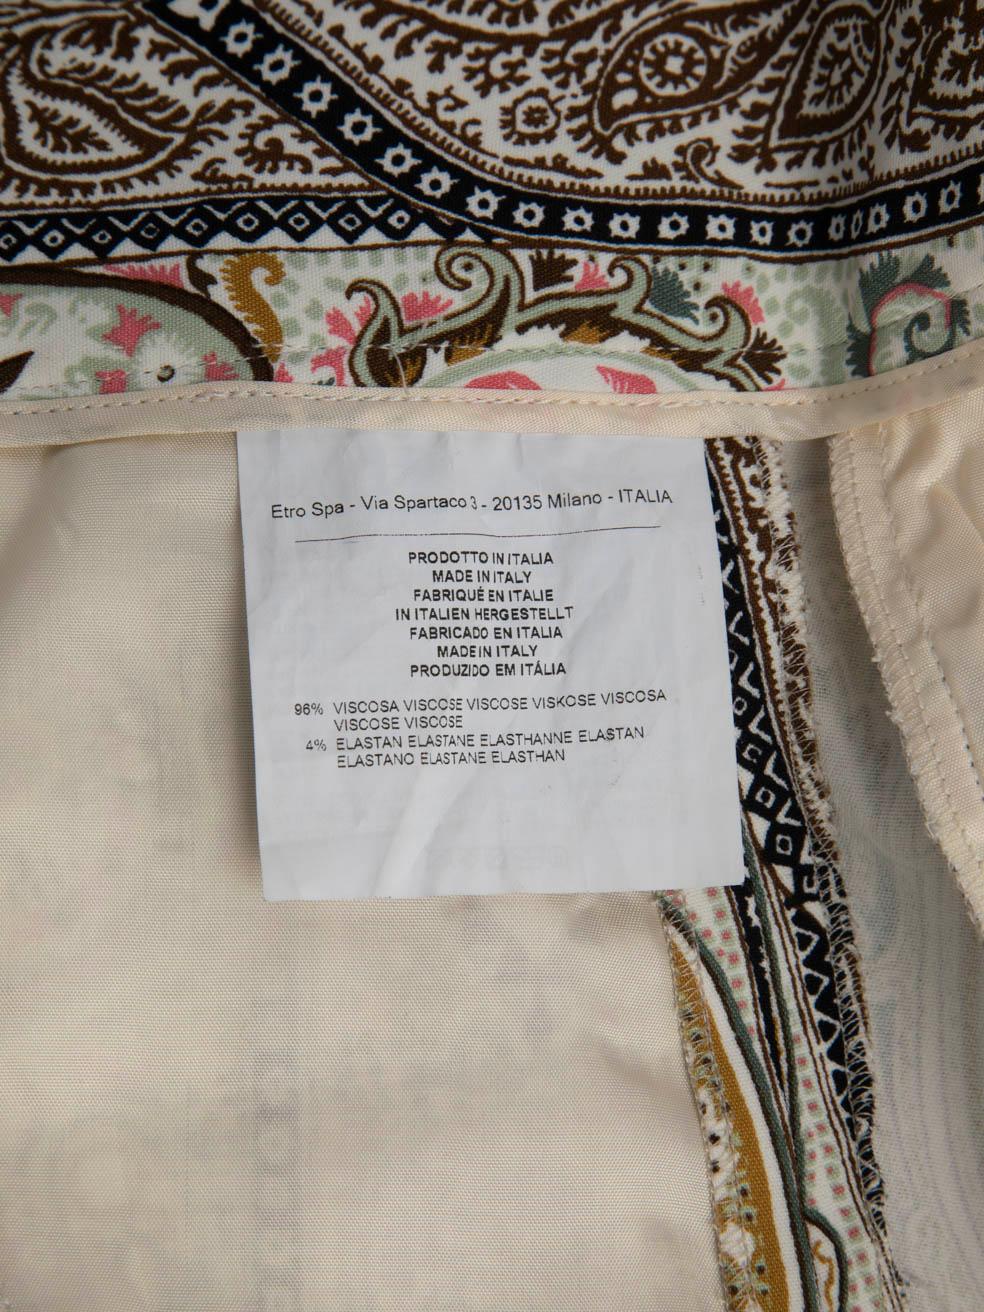 Etro Spa - Via Spartaco 3 - 20135 Milano - ITALIA
PRODOTTO IN ITALIA
MADE IN ITALY
FABRIQUÉ EN ITALIE
IN ITALIEN HERGESTELLT
FABRICADO EN ITALIA
MADE IN ITALY
PRODUZIDO EM ITÁLIA
96% VISCOSA VISCOSE VISCOSE VISKOSE VISCOSA
VISCOSE VISCOSE
4% ELASTAN ELASTANE ELASTHANNE ELASTAN
ELASTANO ELASTANE ELASTHAN